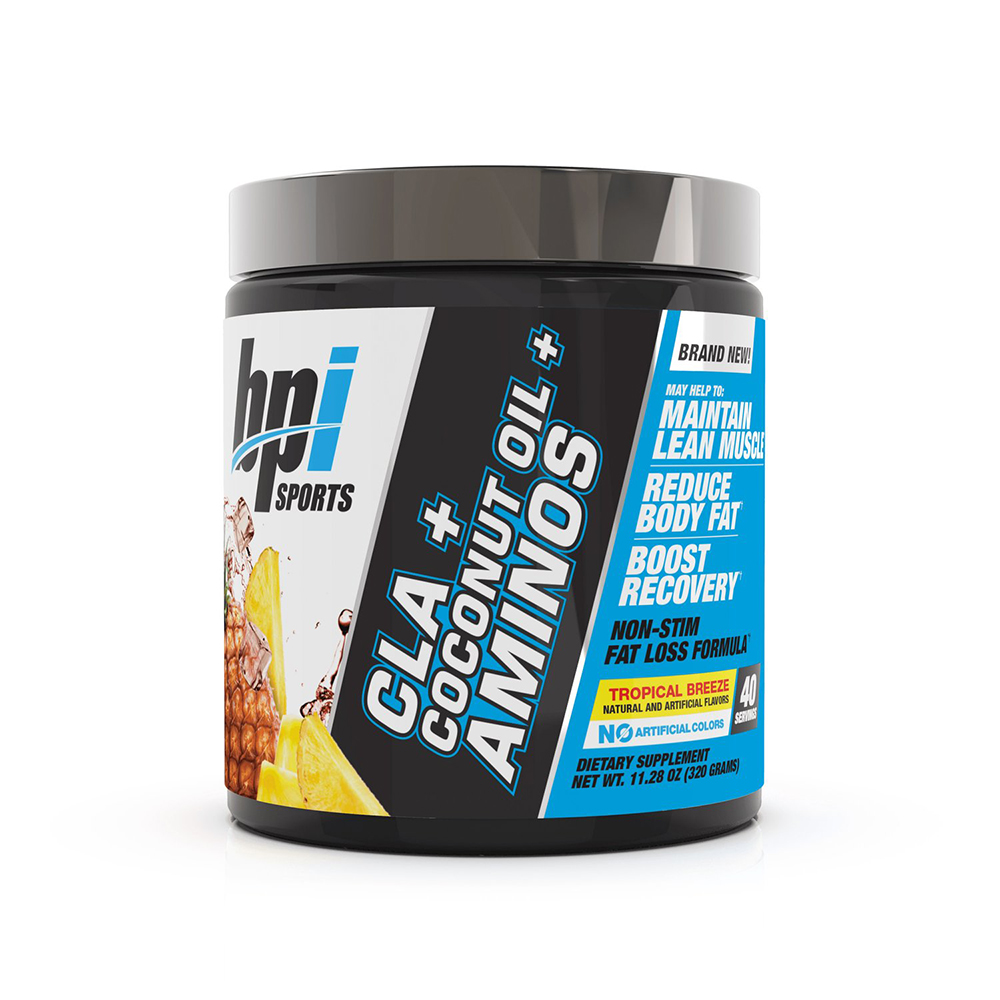 bpi
SPORTS
CLA +
COCONUT OIL +
AMINOS
BRAND NEW!
MAY HELP TO:
MAINTAIN
LEAN MUSCLE
REDUCE
BODY FAT
BOOST
RECOVERY
NON-STIM
FAT LOSS FORMULA
TROPICAL BREEZE
NATURAL AND ARTIFICIAL FLAVORS
40
SERVINGS
NO ARTIFICIAL COLORS
DIETARY SUPPLEMENT
NET WT. 11.28 OZ (320 GRAMS)